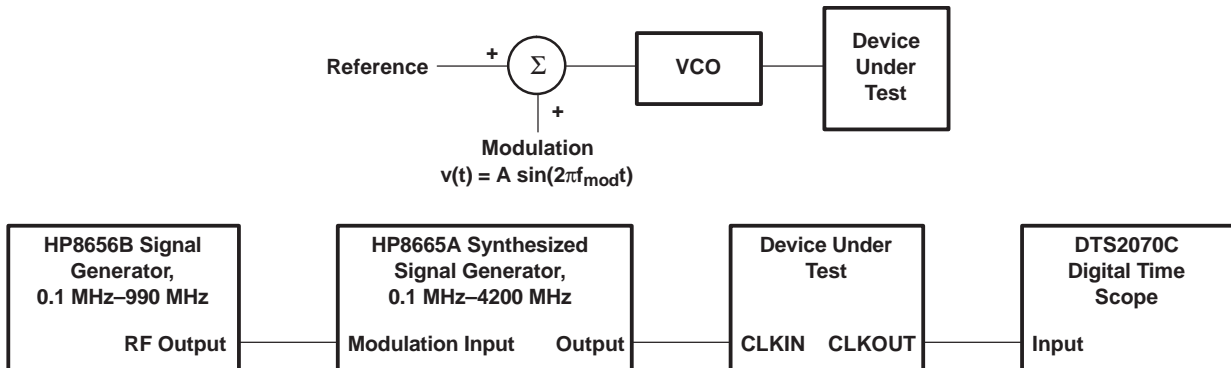 Reference
+
Σ
+
VCO
Device
Under
Test
Modulation
v(t) = A sin(2πfmodt)
HP8656B Signal
Generator,
0.1 MHz–990 MHz
RF Output
HP8665A Synthesized
Signal Generator,
0.1 MHz–4200 MHz
Modulation Input Output
Device Under
Test
CLKIN CLKOUT
DTS2070C
Digital Time
Scope
Input